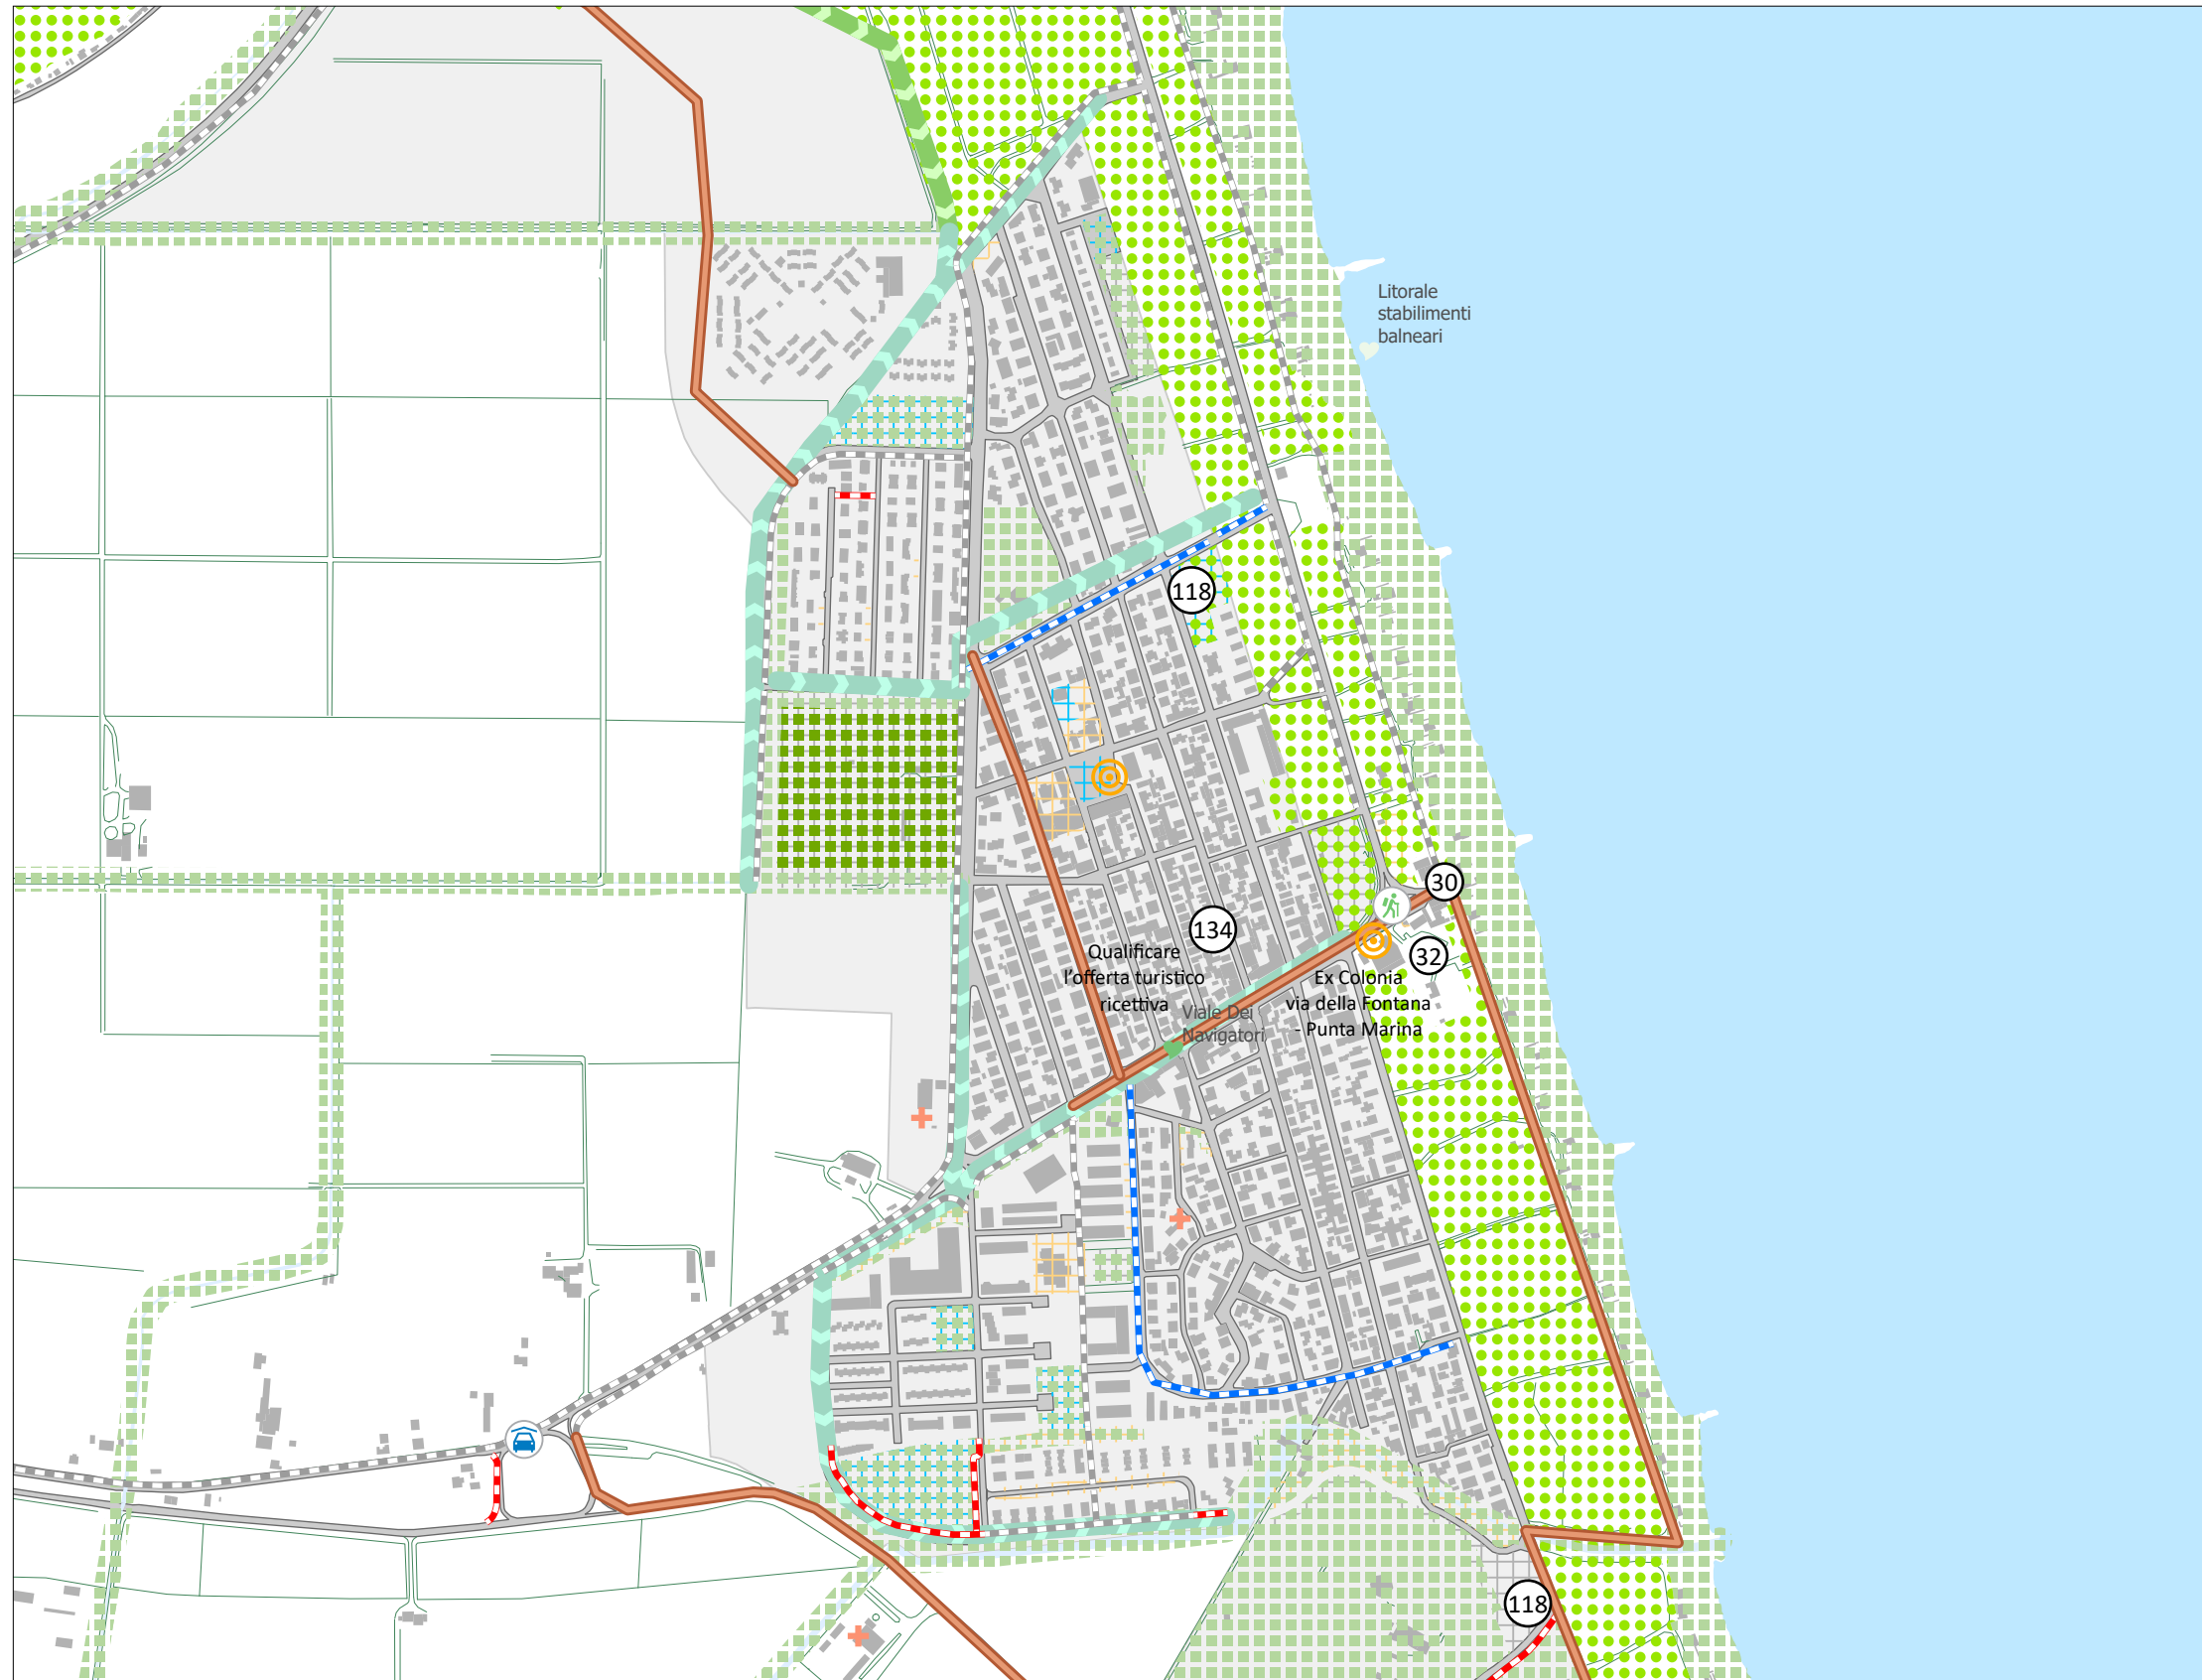 Litorale
stabilimenti
balneari
118
30
134
32
Qualificare
l'offerta turistico
ricettiva
Ex Colonia
via della Fontana
- Punta Marina
Viale Dei
Navigatori
118